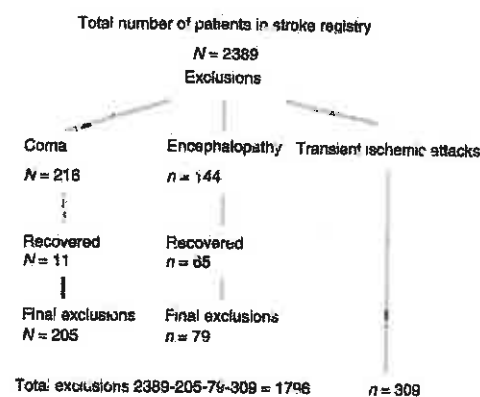 Total number of patients in stroke registry
N = 2389
Exclusions
Coma
N = 216
Encephalopathy
n = 144
Transient ischemic attacks
Recovered
N = 11
Recovered
n = 65
Final exclusions
N = 205
Final exclusions
n = 79
Total exclusions 2389-205-79-309 = 1796
n = 309